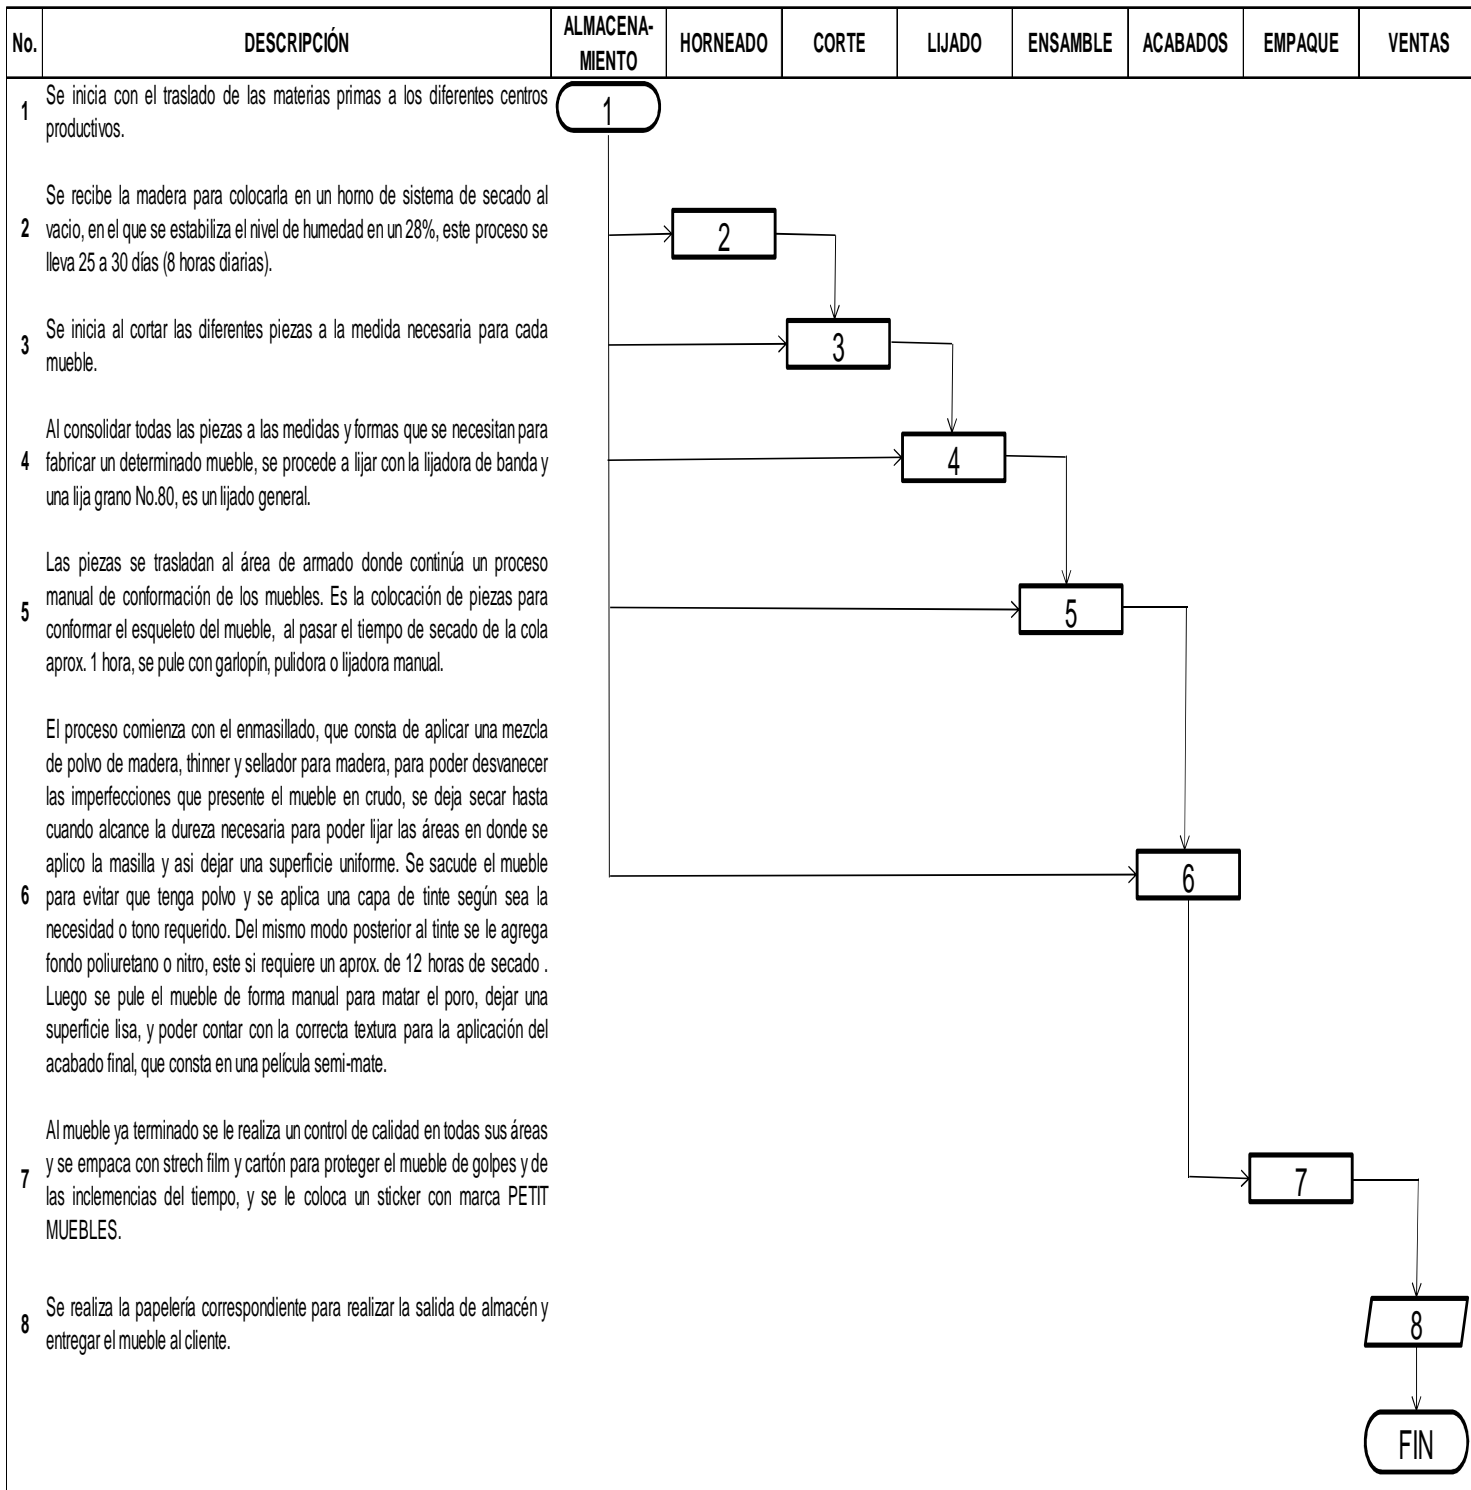 No. DESCRIPCIÓN ALMACENA-MIENTO HORNEADO CORTE LIJADO ENSAMBLE ACABADOS EMPAQUE VENTAS
1 Se inicia con el traslado de las materias primas a los diferentes centros
productivos.
1
Se recibe la madera para colocarla en un horno de sistema de secado al
2 vacio, en el que se estabiliza el nivel de humedad en un 28%, este proceso se
lleva 25 a 30 días (8 horas diarias).
2
3 Se inicia al cortar las diferentes piezas a la medida necesaria para cada
mueble.
3
Al consolidar todas las piezas a las medidas y formas que se necesitan para
4 fabricar un determinado mueble, se procede a lijar con la lijadora de banda y
una lija grano No.80, es un lijado general.
4
Las piezas se trasladan al área de armado donde continúa un proceso
manual de conformación de los muebles. Es la colocación de piezas para
5 conformar el esqueleto del mueble, al pasar el tiempo de secado de la cola
aprox. 1 hora, se pule con garlopín, pulidora o lijadora manual.
5
El proceso comienza con el enmasillado, que consta de aplicar una mezcla
de polvo de madera, thinner y sellador para madera, para poder desvanecer
las imperfecciones que presente el mueble en crudo, se deja secar hasta
cuando alcance la dureza necesaria para poder lijar las áreas en donde se
aplico la masilla y asi dejar una superficie uniforme. Se sacude el mueble
6 para evitar que tenga polvo y se aplica una capa de tinte según sea la
necesidad o tono requerido. Del mismo modo posterior al tinte se le agrega
fondo poliuretano o nitro, este si requiere un aprox. de 12 horas de secado .
Luego se pule el mueble de forma manual para matar el poro, dejar una
superficie lisa, y poder contar con la correcta textura para la aplicación del
acabado final, que consta en una película semi-mate.
6
Al mueble ya terminado se le realiza un control de calidad en todas sus áreas
7 y se empaca con strech film y cartón para proteger el mueble de golpes y de
las inclemencias del tiempo, y se le coloca un sticker con marca PETIT
MUEBLES.
7
8 Se realiza la papelería correspondiente para realizar la salida de almacén y
entregar el mueble al cliente.
8
FIN